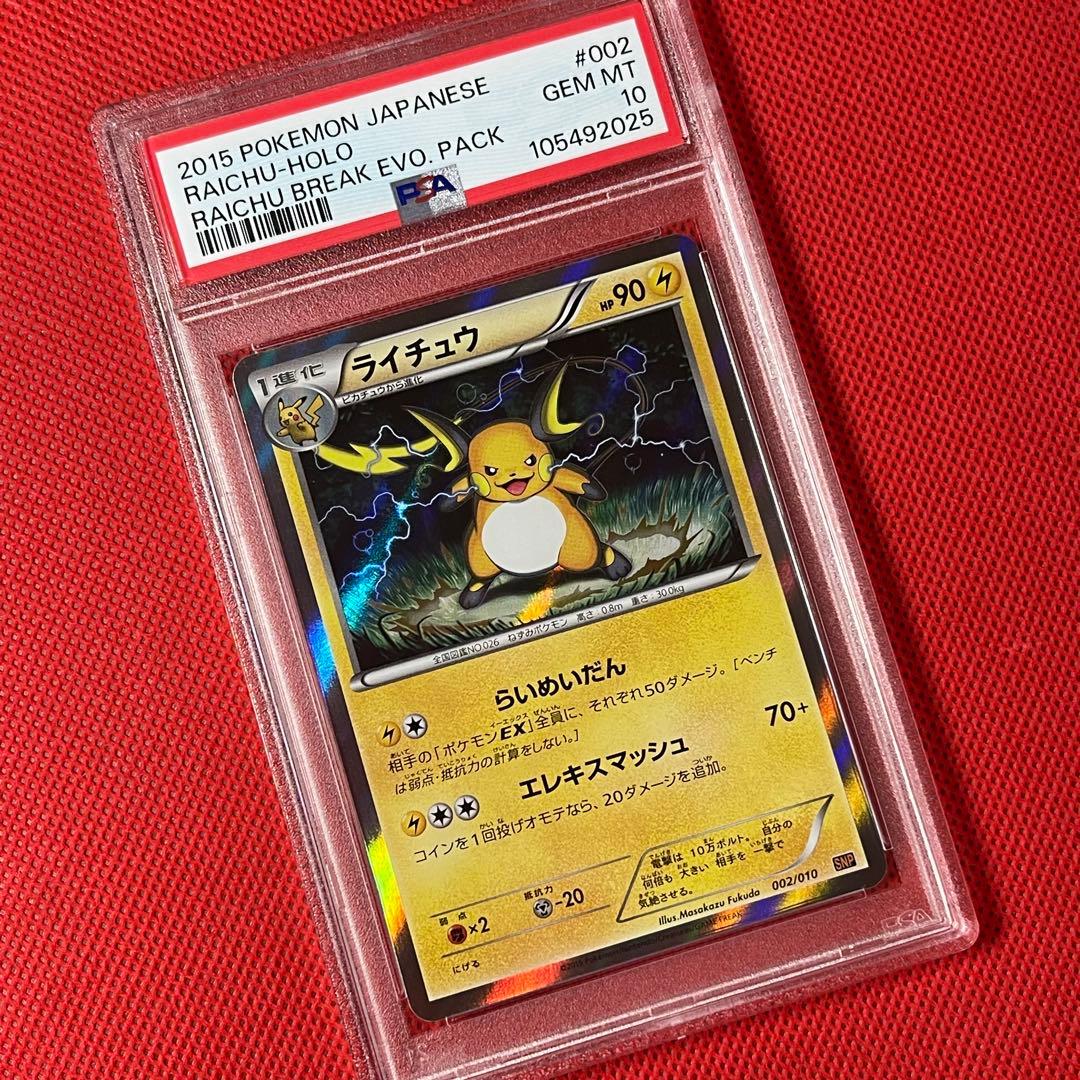 2015 POKEMON JAPANESE #002
RAICHU-HOLO GEM MT
RAICHU BREAK EVO. PACK 10
105492025
PSA
1進化 ライチュウ HP90
ピカチュウから進化
全国図鑑NO.026 ねずみポケモン 高さ:0.8m 重さ:30.0kg
らいめいだん
相手の「ポケモンEX」全員に、それぞれ50ダメージ。[ベンチ
は弱点・抵抗力の計算をしない。]
エレキスマッシュ 70+
コインを1回投げオモテなら、20ダメージを追加。
弱点 ×2
抵抗力 -20
にげる
電撃は 10万ボルト。自分の
何倍も 大きい 相手を 一撃で
気絶させる。
Illus.Masakazu Fukuda 002/010 SNP